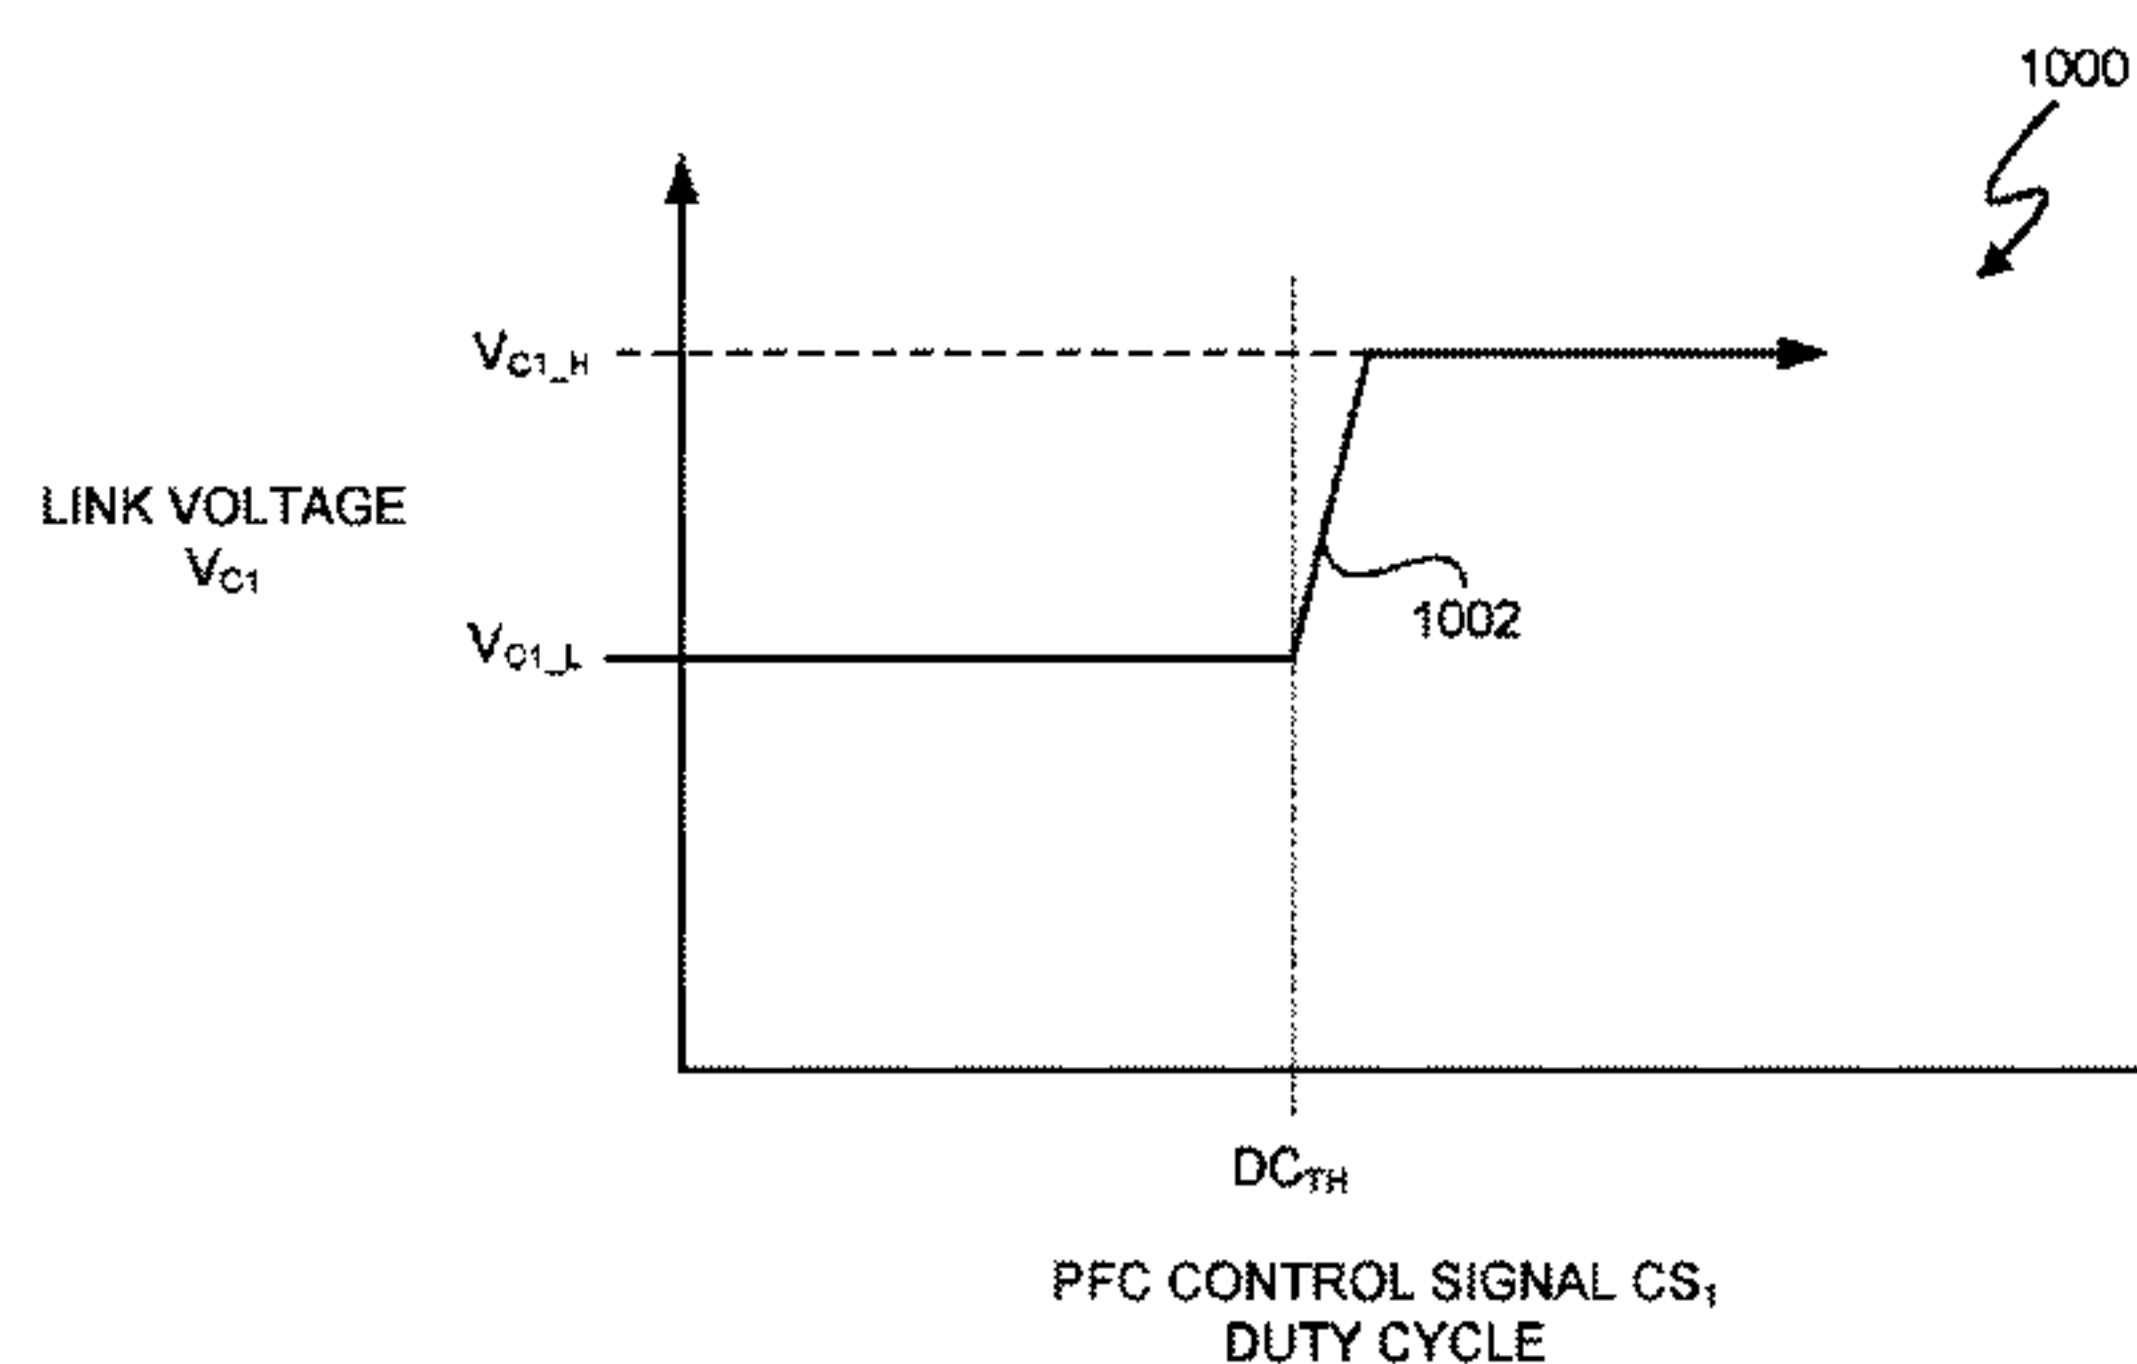 1000
V_C1_H
LINK VOLTAGE
V_C1
1002
V_C1_L
DC_TH
PFC CONTROL SIGNAL CS_1
DUTY CYCLE